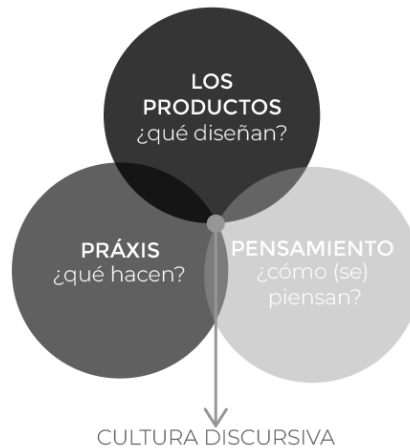 LOS
PRODUCTOS
¿qué diseñan?
PRÁXIS
¿qué hacen?
PENSAMIENTO
¿cómo (se)
piensan?
CULTURA DISCURSIVA